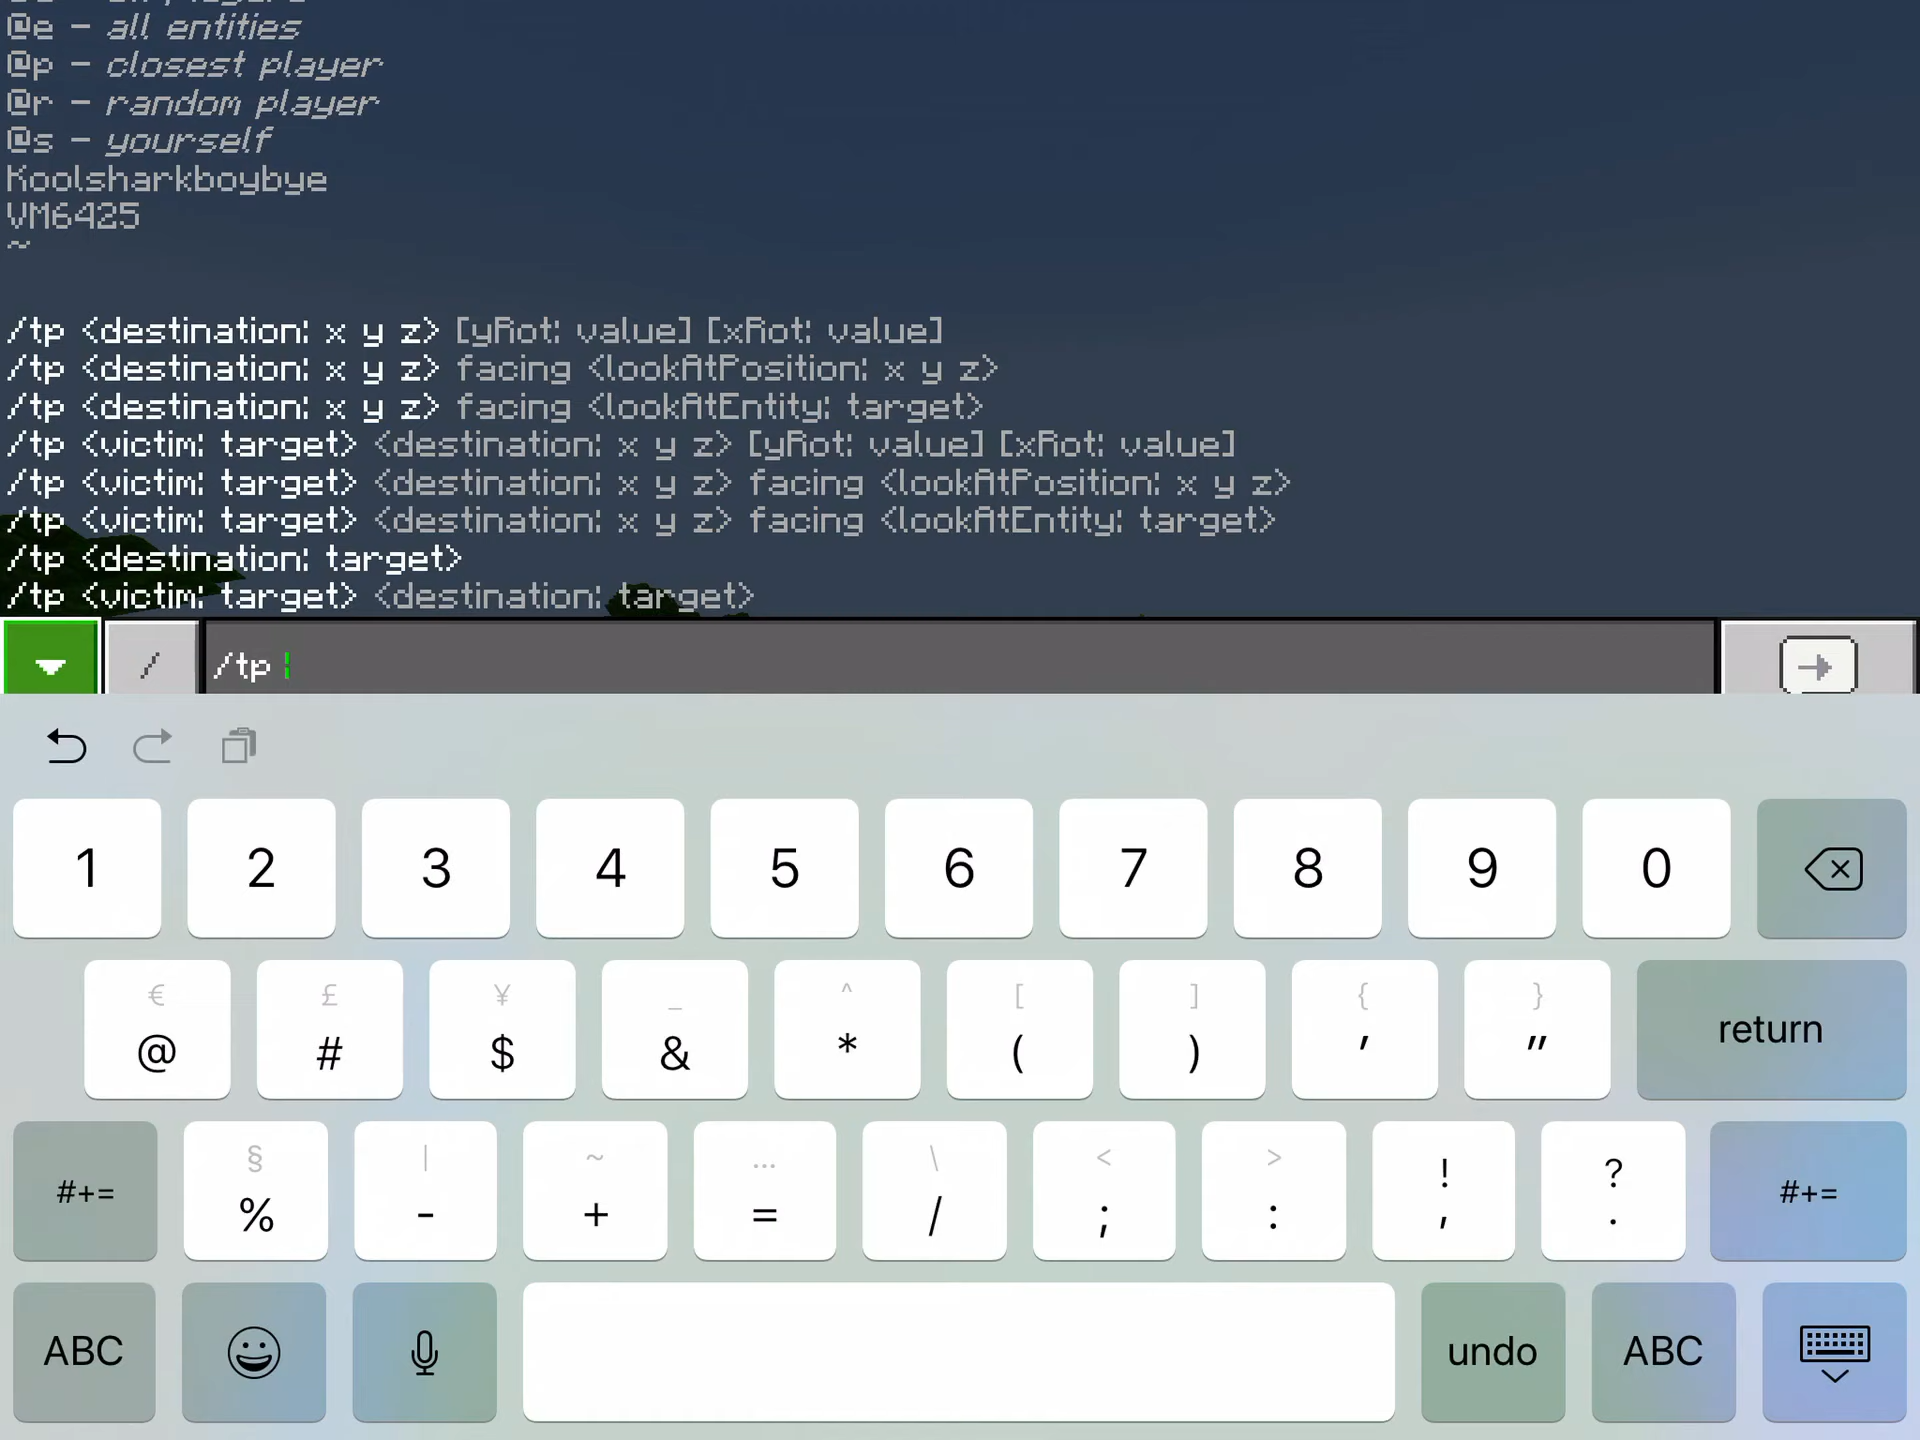 @e - all entities
@p - closest player
@r - random player
@s - yourself
Koolsharkboybye
VM6425
~
/tp <destination: x y z> [yRot: value] [xRot: value]
/tp <destination: x y z> facing <lookAtPosition: x y z>
/tp <destination: x y z> facing <lookAtEntity: target>
/tp <victim: target> <destination: x y z> [yRot: value] [xRot: value]
/tp <victim: target> <destination: x y z> facing <lookAtPosition: x y z>
/tp <victim: target> <destination: x y z> facing <lookAtEntity: target>
/tp <destination: target>
/tp <victim: target> <destination: target>
/ /tp
1 2 3 4 5 6 7 8 9 0
€ £ ¥ _ ^ [ ] { }
@ # $ & * ( ) ' " return
§ | ~ … \ < > ! ?
#+= % - + = / ; : , . #+=
ABC undo ABC